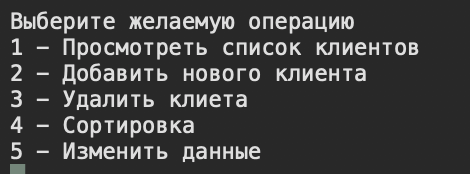 Выберите желаемую операцию
1 – Просмотреть список клиентов
2 – Добавить нового клиента
3 – Удалить клиета
4 – Сортировка
5 – Изменить данные